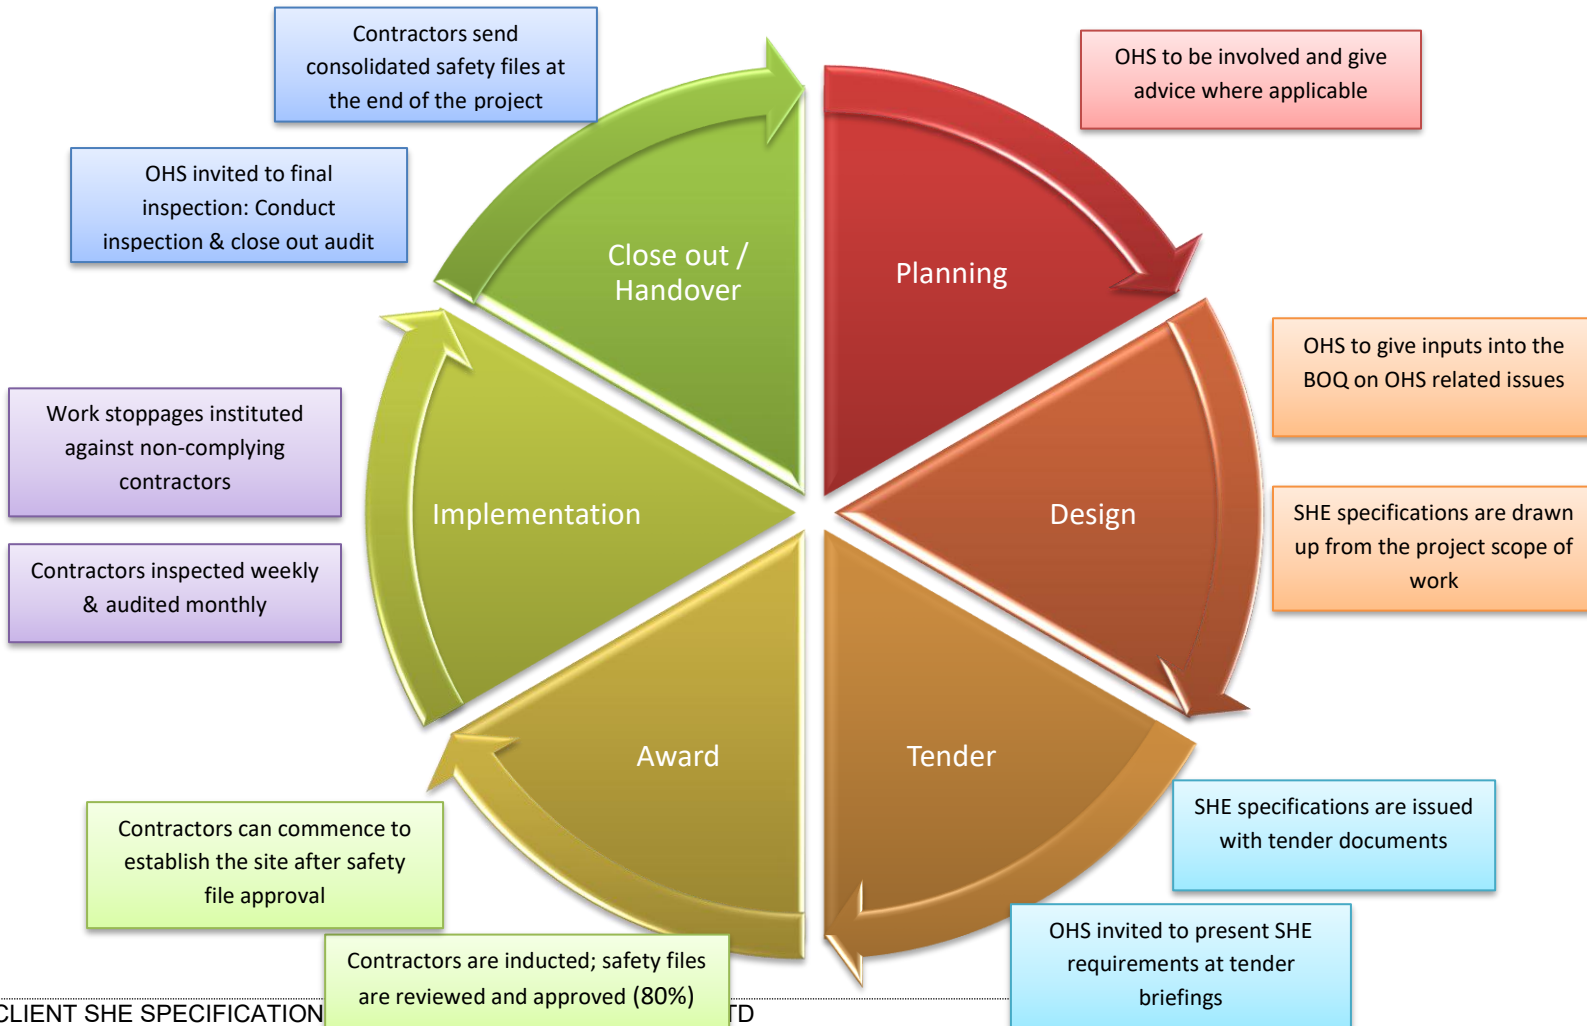 Contractors send
consolidated safety files at
the end of the project
OHS to be involved and give
advice where applicable
OHS invited to final
inspection: Conduct
inspection & close out audit
Close out /
Handover
Planning
OHS to give inputs into the
BOQ on OHS related issues
Work stoppages instituted
against non-complying
contractors
Implementation
Design
SHE specifications are drawn
up from the project scope of
work
Contractors inspected weekly
& audited monthly
Award
Tender
SHE specifications are issued
with tender documents
Contractors can commence to
establish the site after safety
file approval
OHS invited to present SHE
requirements at tender
briefings
Contractors are inducted; safety files
are reviewed and approved (80%)
CLIENT SHE SPECIFICATION TD